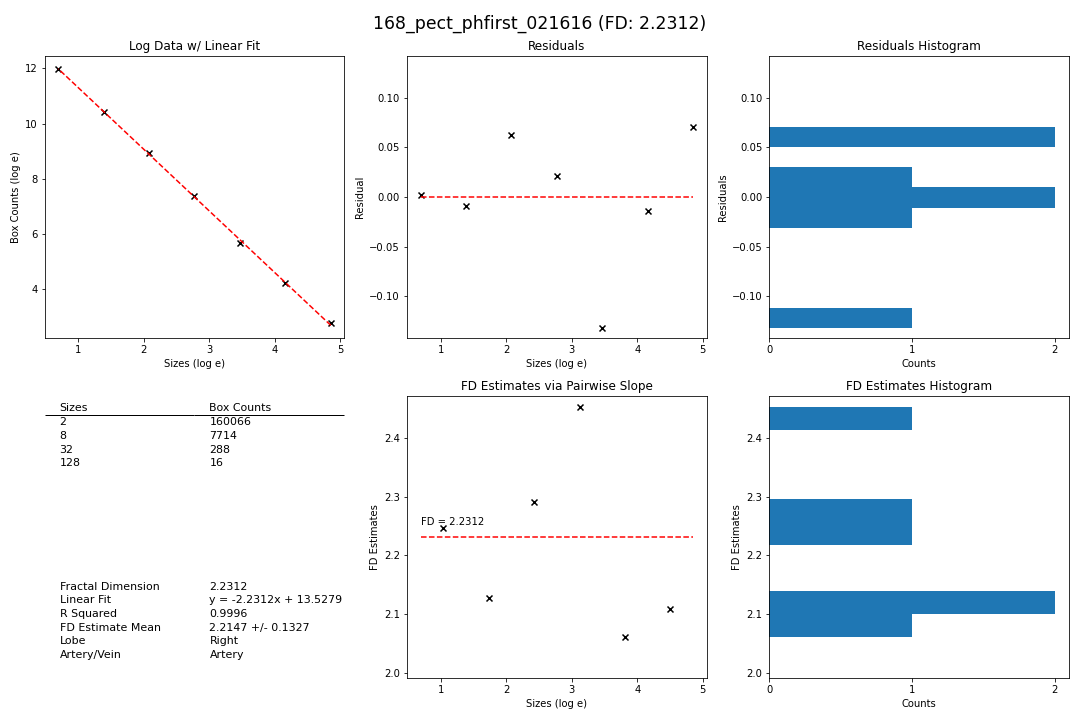 168_pect_phfirst_021616 (FD: 2.2312)
Log Data w/ Linear Fit
Box Counts (log e)
12
10
8
6
4
1 2 3 4 5
Sizes (log e)
Residuals
Residual
0.10
0.05
0.00
−0.05
−0.10
1 2 3 4 5
Sizes (log e)
Residuals Histogram
Residuals
0.10
0.05
0.00
−0.05
−0.10
0 1 2
Counts
Sizes Box Counts
2 160066
8 7714
32 288
128 16
Fractal Dimension 2.2312
Linear Fit y = -2.2312x + 13.5279
R Squared 0.9996
FD Estimate Mean 2.2147 +/- 0.1327
Lobe Right
Artery/Vein Artery
FD Estimates via Pairwise Slope
FD Estimates
2.4
2.3
2.2
2.1
2.0
FD = 2.2312
1 2 3 4 5
Sizes (log e)
FD Estimates Histogram
FD Estimates
2.4
2.3
2.2
2.1
2.0
0 1 2
Counts